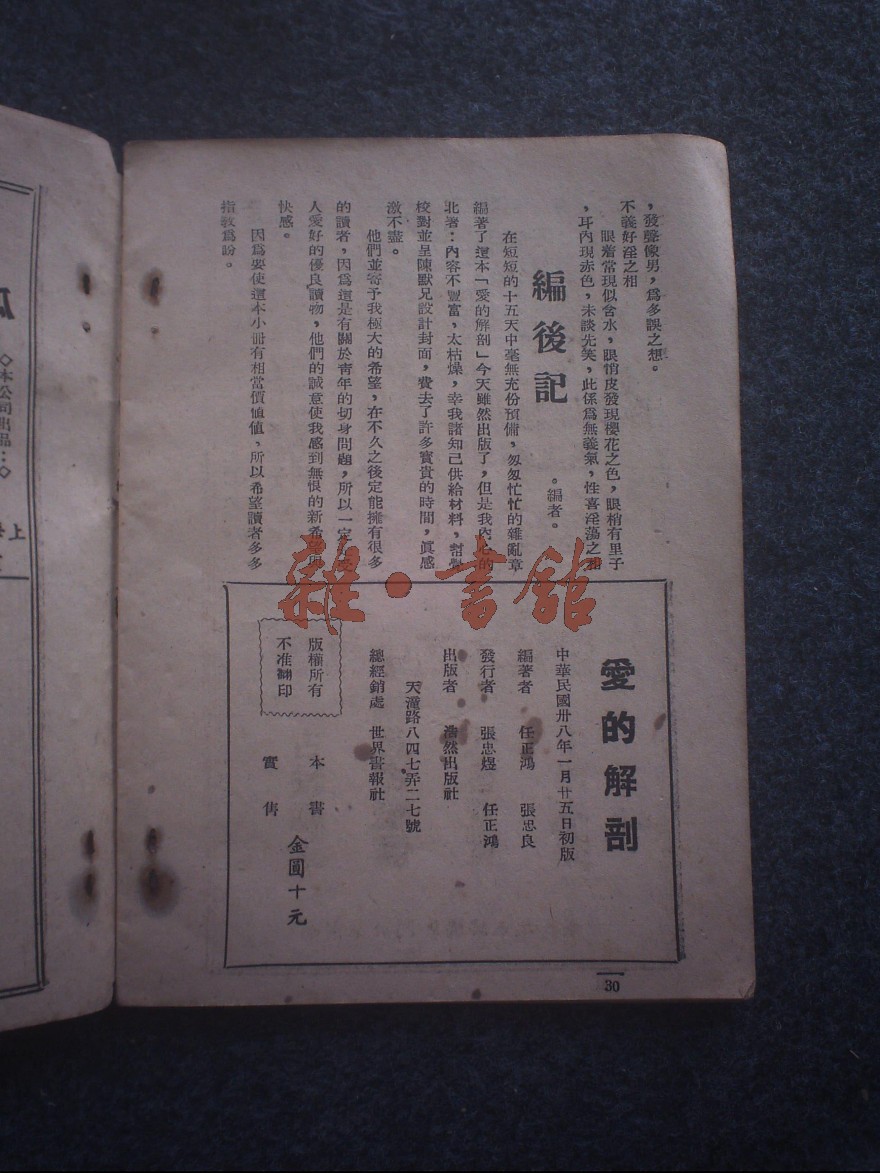 ，發聲像男，爲多誤之想。
不義好淫之相
眼着常現似含水，眼悄皮發現櫻花之色，眼梢有里子
，耳內現赤色，未談先笑，此係爲無義氣，性喜淫蕩之相
編後記
。編者。
在短短的十五天中毫無充份預備，匆匆忙忙的雜亂章
編著了這本「愛的解剖」今天雖然出版了，但是我內心的
北著：內容不豐富，太枯燥，幸我諸知己供給材料，
校對並呈陳默兄設計封面，費去了許多寶貴的時間，眞感
激不盡。
他們並寄予我極大的希望，在不久之後定能擁有很多
的讀者，因爲這是有關於靑年的切身問題，所以一定
人愛好的優良讀物，他們的誠意使我感到無恨的新希望與
快感。
因爲要使這本小冊有相當價値値，所以希望讀者多多
指教爲盼。
愛的解剖
中華民國卅八年一月廿五日初版
編著者 任正鴻 張忠良
發行者 張忠煜 任正鴻
出版者 浩然出版社
天潼路八四七弄二七號
總經銷處 世界書報社
版權所有
不准翻印
本書
實售
金圓十元
30
◇本公司出品：◇
上
雜·書館